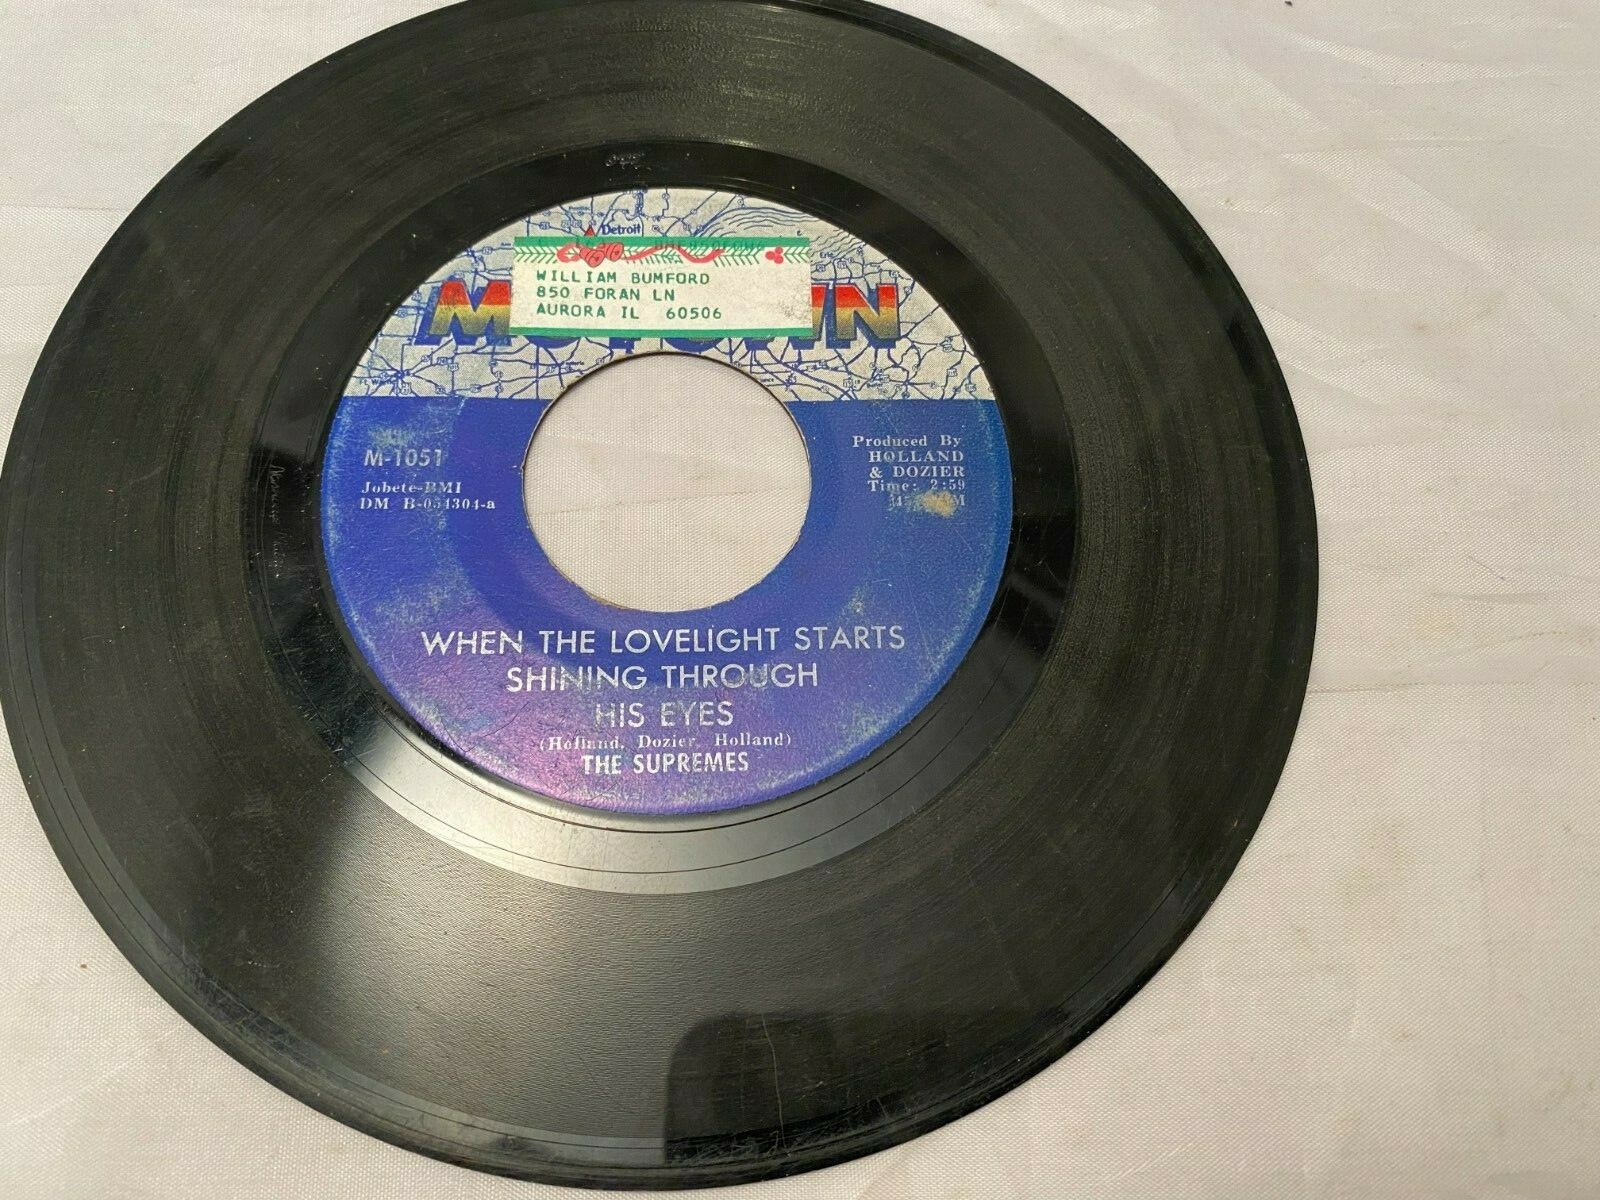 Detroit
WILLIAM BUMFORD
850 FORAN LN
AURORA IL 60506
M-1051
Jobete-BMI
DM B-054304-a
Produced By
HOLLAND
& DOZIER
Time: 2:59
WHEN THE LOVELIGHT STARTS
SHINING THROUGH
HIS EYES
(Holland, Dozier, Holland)
THE SUPREMES